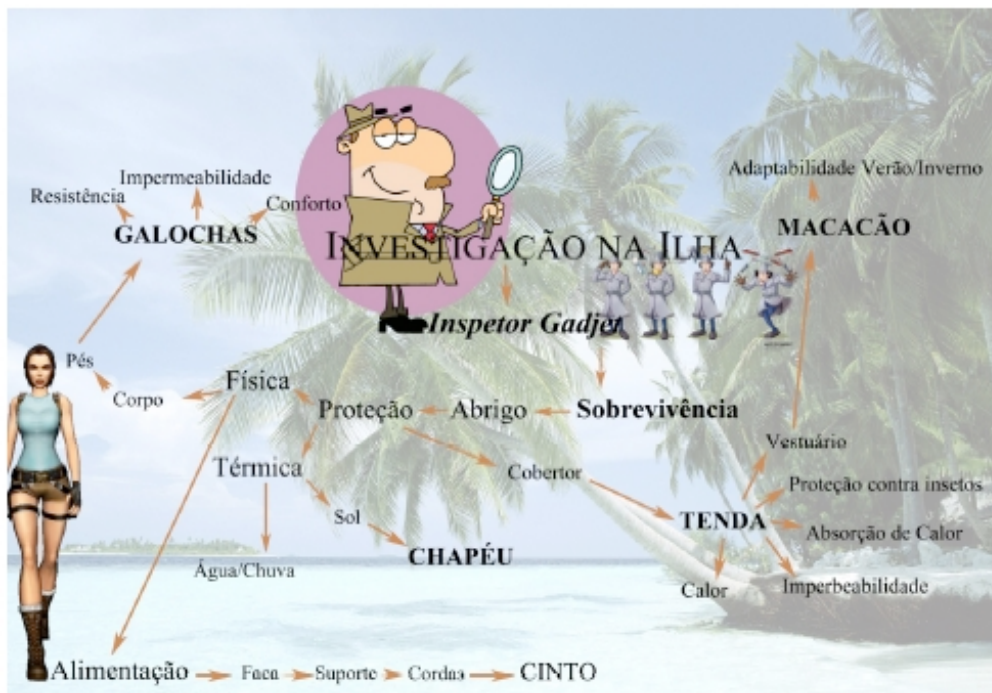 Adaptabilidade Verão/Inverno
Impermeabilidade
Resistência
Conforto
GALOCHAS
MACACÃO
INVESTIGAÇÃO NA ILHA
Inspetor Gadjet
Pés
Física
Corpo
Proteção
Abrigo
Sobrevivência
Vestuário
Térmica
Cobertor
Proteção contra insetos
Sol
TENDA
Absorção de Calor
CHAPÉU
Água/Chuva
Calor
Imperbeabilidade
Alimentação
Faca
Suporte
Cordas
CINTO